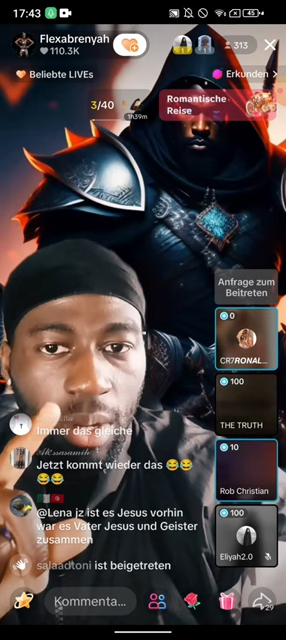 17:43
45
Flexabrenyah
110.3K
313
Beliebte LIVEs
Erkunden
3/40
1h39m
Romantische
Reise
Anfrage zum
Beitreten
0
CR7RONAL...
100
THE TRUTH
10
Rob Christian
100
Eliyah2.0
Immer das gleiche
Jetzt kommt wieder das 😂😂
😂😂
@Lena jz ist es Jesus vorhin
war es Vater Jesus und Geister
zusammen
salaadtoni ist beigetreten
Kommenta...
29